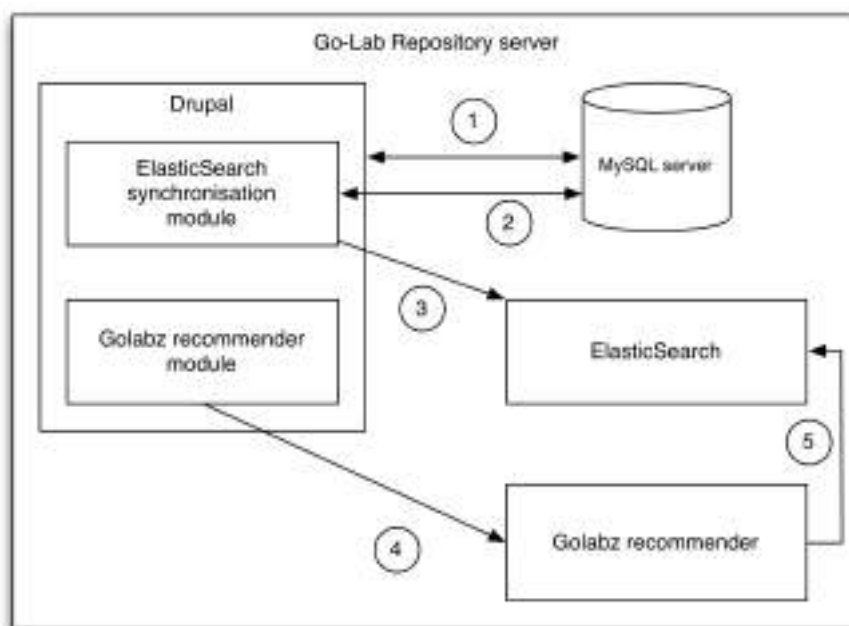 Go-Lab Repository server
Drupal
1
ElasticSearch
synchronisation
module
MySQL server
2
3
Golabz recommender
module
ElasticSearch
5
4
Golabz recommender